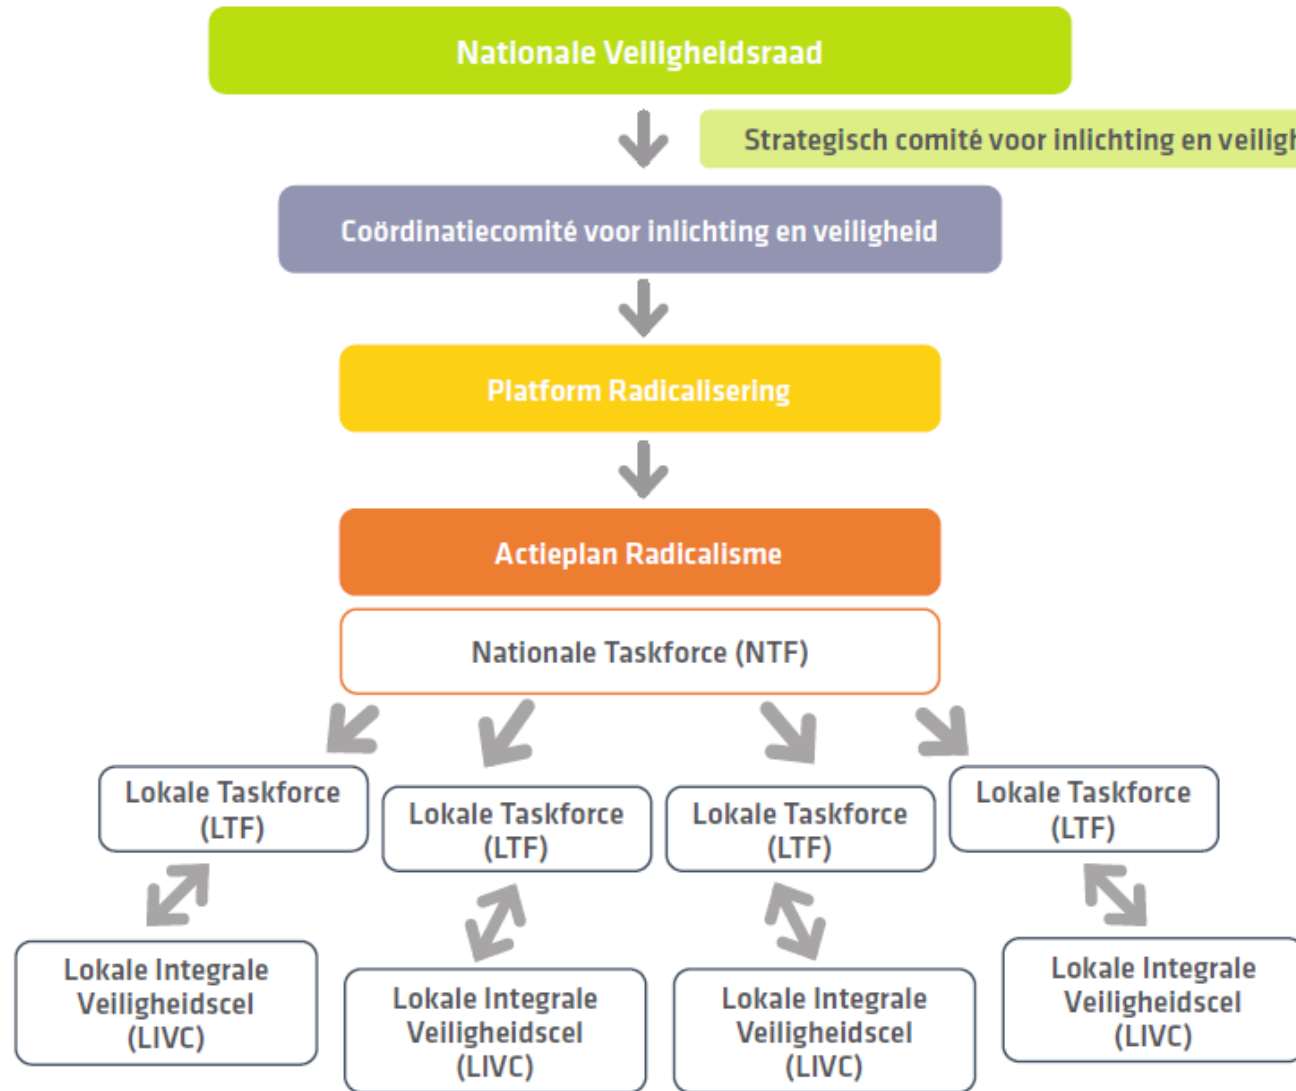 Nationale Veiligheidsraad
Strategisch comité voor inlichting en
Coördinatiecomité voor inlichting en veiligheid
Platform Radicalisering
Actieplan Radicalisme
Nationale Taskforce (NTF)
Lokale Taskforce
(LTF)
Lokale Taskforce
(LTF)
Lokale Taskforce
(LTF)
Lokale Taskforce
(LTF)
Lokale Integrale
Veiligheidscel
(LIVC)
Lokale Integrale
Veiligheidscel
(LIVC)
Lokale Integrale
Veiligheidscel
(LIVC)
Lokale Integrale
Veiligheidscel
(LIVC)